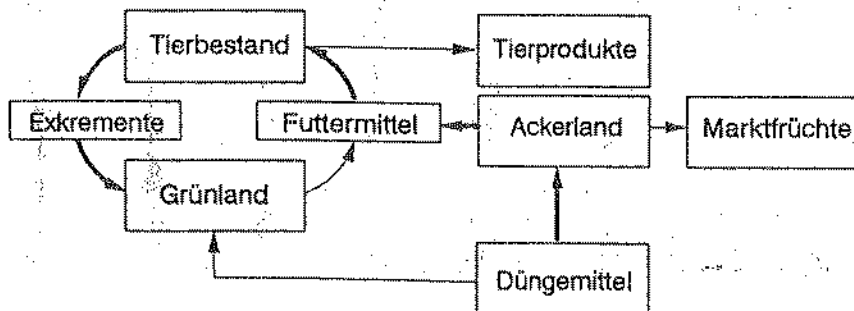 Tierbestand
Tierprodukte
Exkremente
Futtermittel
Ackerland
Marktfrüchte
Grünland
Düngemittel